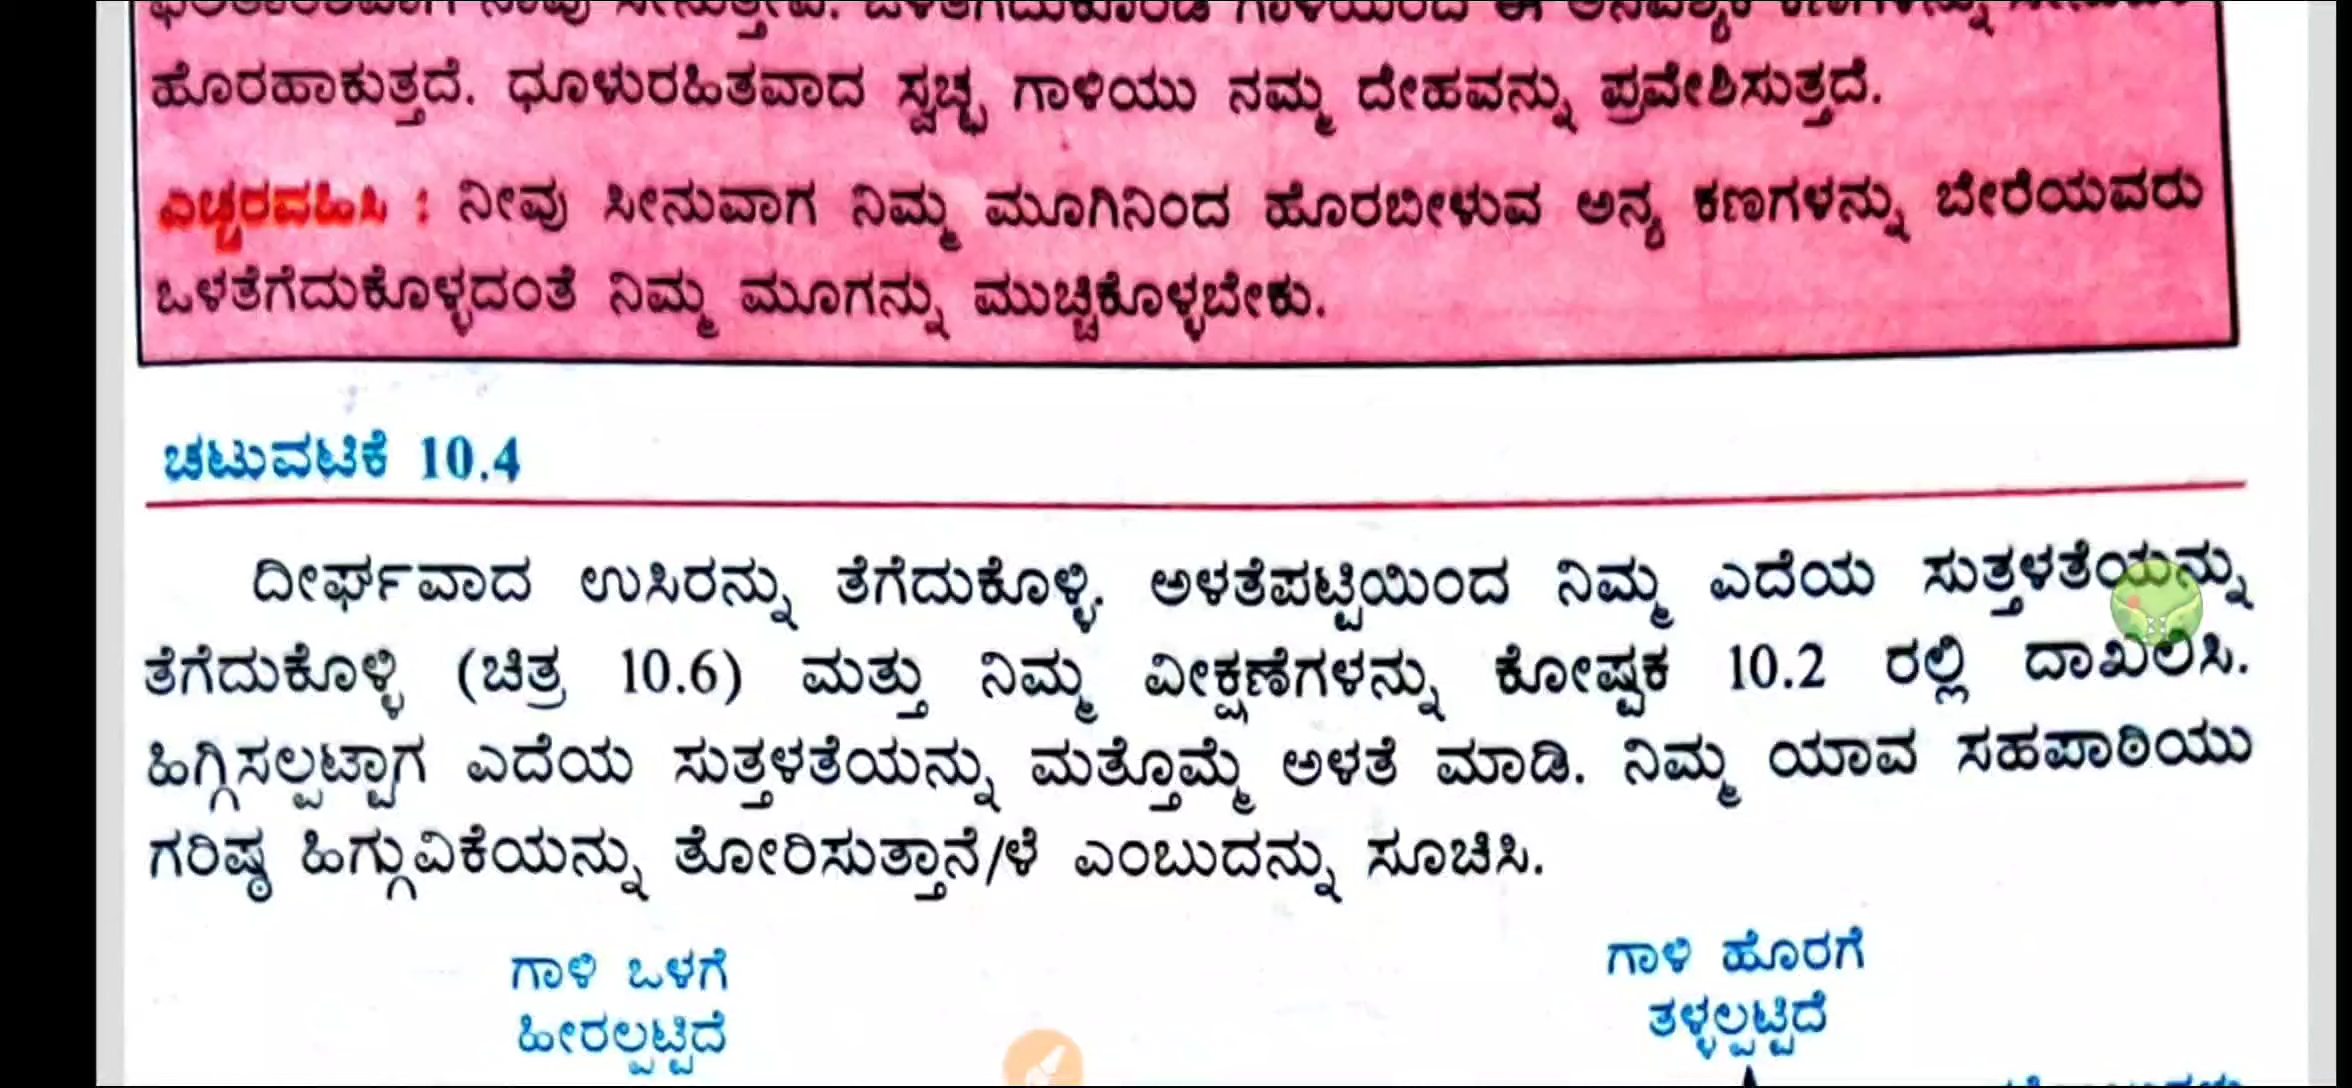 ಹೊರಹಾಕುತ್ತದೆ. ಧೂಳುರಹಿತವಾದ ಸ್ವಚ್ಛ ಗಾಳಿಯು ನಮ್ಮ ದೇಹವನ್ನು ಪ್ರವೇಶಿಸುತ್ತದೆ.
ಎಚ್ಚರವಹಿಸಿ : ನೀವು ಸೀನುವಾಗ ನಿಮ್ಮ ಮೂಗಿನಿಂದ ಹೊರಬೀಳುವ ಅನ್ಯ ಕಣಗಳನ್ನು ಬೇರೆಯವರು
ಒಳತೆಗೆದುಕೊಳ್ಳದಂತೆ ನಿಮ್ಮ ಮೂಗನ್ನು ಮುಚ್ಚಿಕೊಳ್ಳಬೇಕು.
ಚಟುವಟಿಕೆ 10.4
ದೀರ್ಘವಾದ ಉಸಿರನ್ನು ತೆಗೆದುಕೊಳ್ಳಿ. ಅಳತೆಪಟ್ಟಿಯಿಂದ ನಿಮ್ಮ ಎದೆಯ ಸುತ್ತಳತೆಯನ್ನು
ತೆಗೆದುಕೊಳ್ಳಿ (ಚಿತ್ರ 10.6) ಮತ್ತು ನಿಮ್ಮ ವೀಕ್ಷಣೆಗಳನ್ನು ಕೋಷ್ಟಕ 10.2 ರಲ್ಲಿ ದಾಖಲಿಸಿ.
ಹಿಗ್ಗಿಸಲ್ಪಟ್ಟಾಗ ಎದೆಯ ಸುತ್ತಳತೆಯನ್ನು ಮತ್ತೊಮ್ಮೆ ಅಳತೆ ಮಾಡಿ. ನಿಮ್ಮ ಯಾವ ಸಹಪಾಠಿಯು
ಗರಿಷ್ಠ ಹಿಗ್ಗುವಿಕೆಯನ್ನು ತೋರಿಸುತ್ತಾನೆ/ಳೆ ಎಂಬುದನ್ನು ಸೂಚಿಸಿ.
ಗಾಳಿ ಒಳಗೆ
ಹೀರಲ್ಪಟ್ಟಿದೆ
ಗಾಳಿ ಹೊರಗೆ
ತಳ್ಳಲ್ಪಟ್ಟಿದೆ